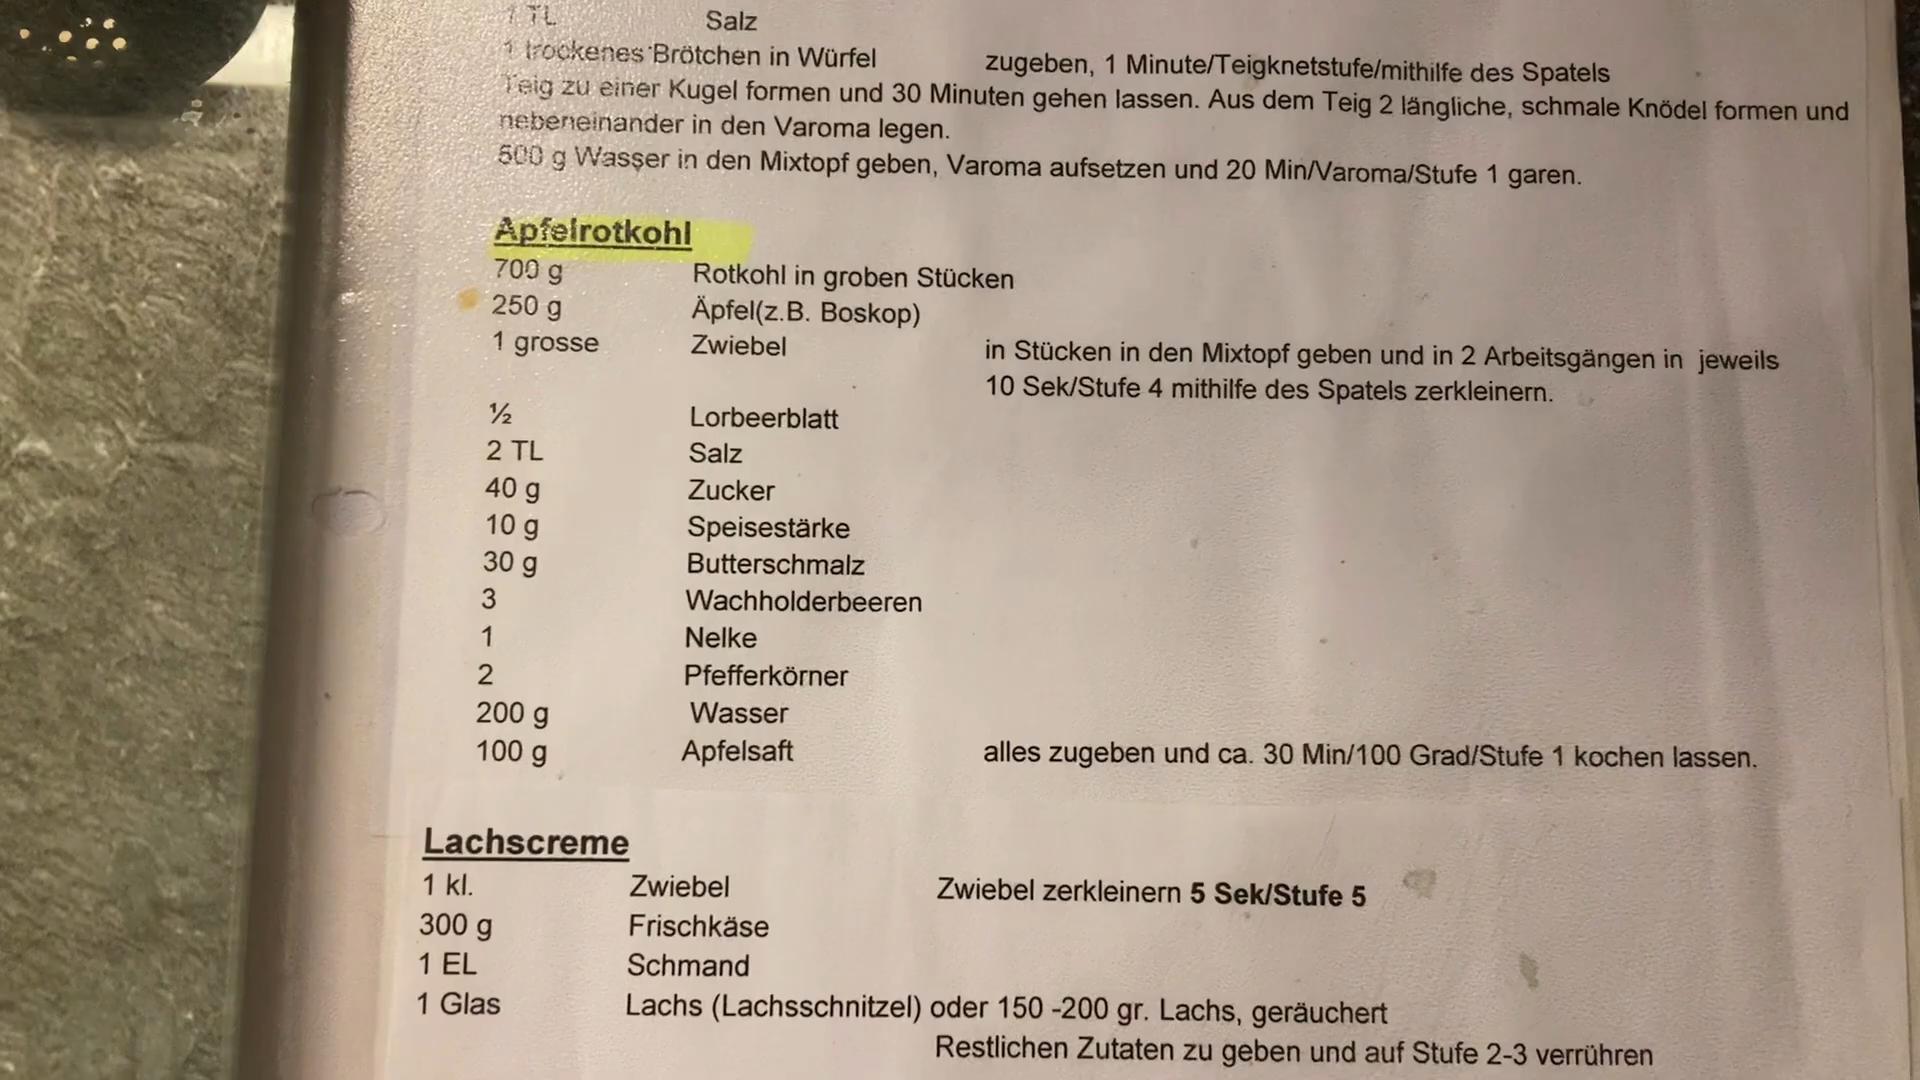 1 TL Salz
1 trockenes Brötchen in Würfel zugeben, 1 Minute/Teigknetstufe/mithilfe des Spatels
Teig zu einer Kugel formen und 30 Minuten gehen lassen. Aus dem Teig 2 längliche, schmale Knödel formen und
nebeneinander in den Varoma legen.
500 g Wasser in den Mixtopf geben, Varoma aufsetzen und 20 Min/Varoma/Stufe 1 garen.
Apfelrotkohl
700 g Rotkohl in groben Stücken
250 g Äpfel(z.B. Boskop)
1 grosse Zwiebel in Stücken in den Mixtopf geben und in 2 Arbeitsgängen in jeweils
10 Sek/Stufe 4 mithilfe des Spatels zerkleinern.
½ Lorbeerblatt
2 TL Salz
40 g Zucker
10 g Speisestärke
30 g Butterschmalz
3 Wachholderbeeren
1 Nelke
2 Pfefferkörner
200 g Wasser
100 g Apfelsaft alles zugeben und ca. 30 Min/100 Grad/Stufe 1 kochen lassen.
Lachscreme
1 kl. Zwiebel Zwiebel zerkleinern 5 Sek/Stufe 5
300 g Frischkäse
1 EL Schmand
1 Glas Lachs (Lachsschnitzel) oder 150 -200 gr. Lachs, geräuchert
Restlichen Zutaten zu geben und auf Stufe 2-3 verrühren